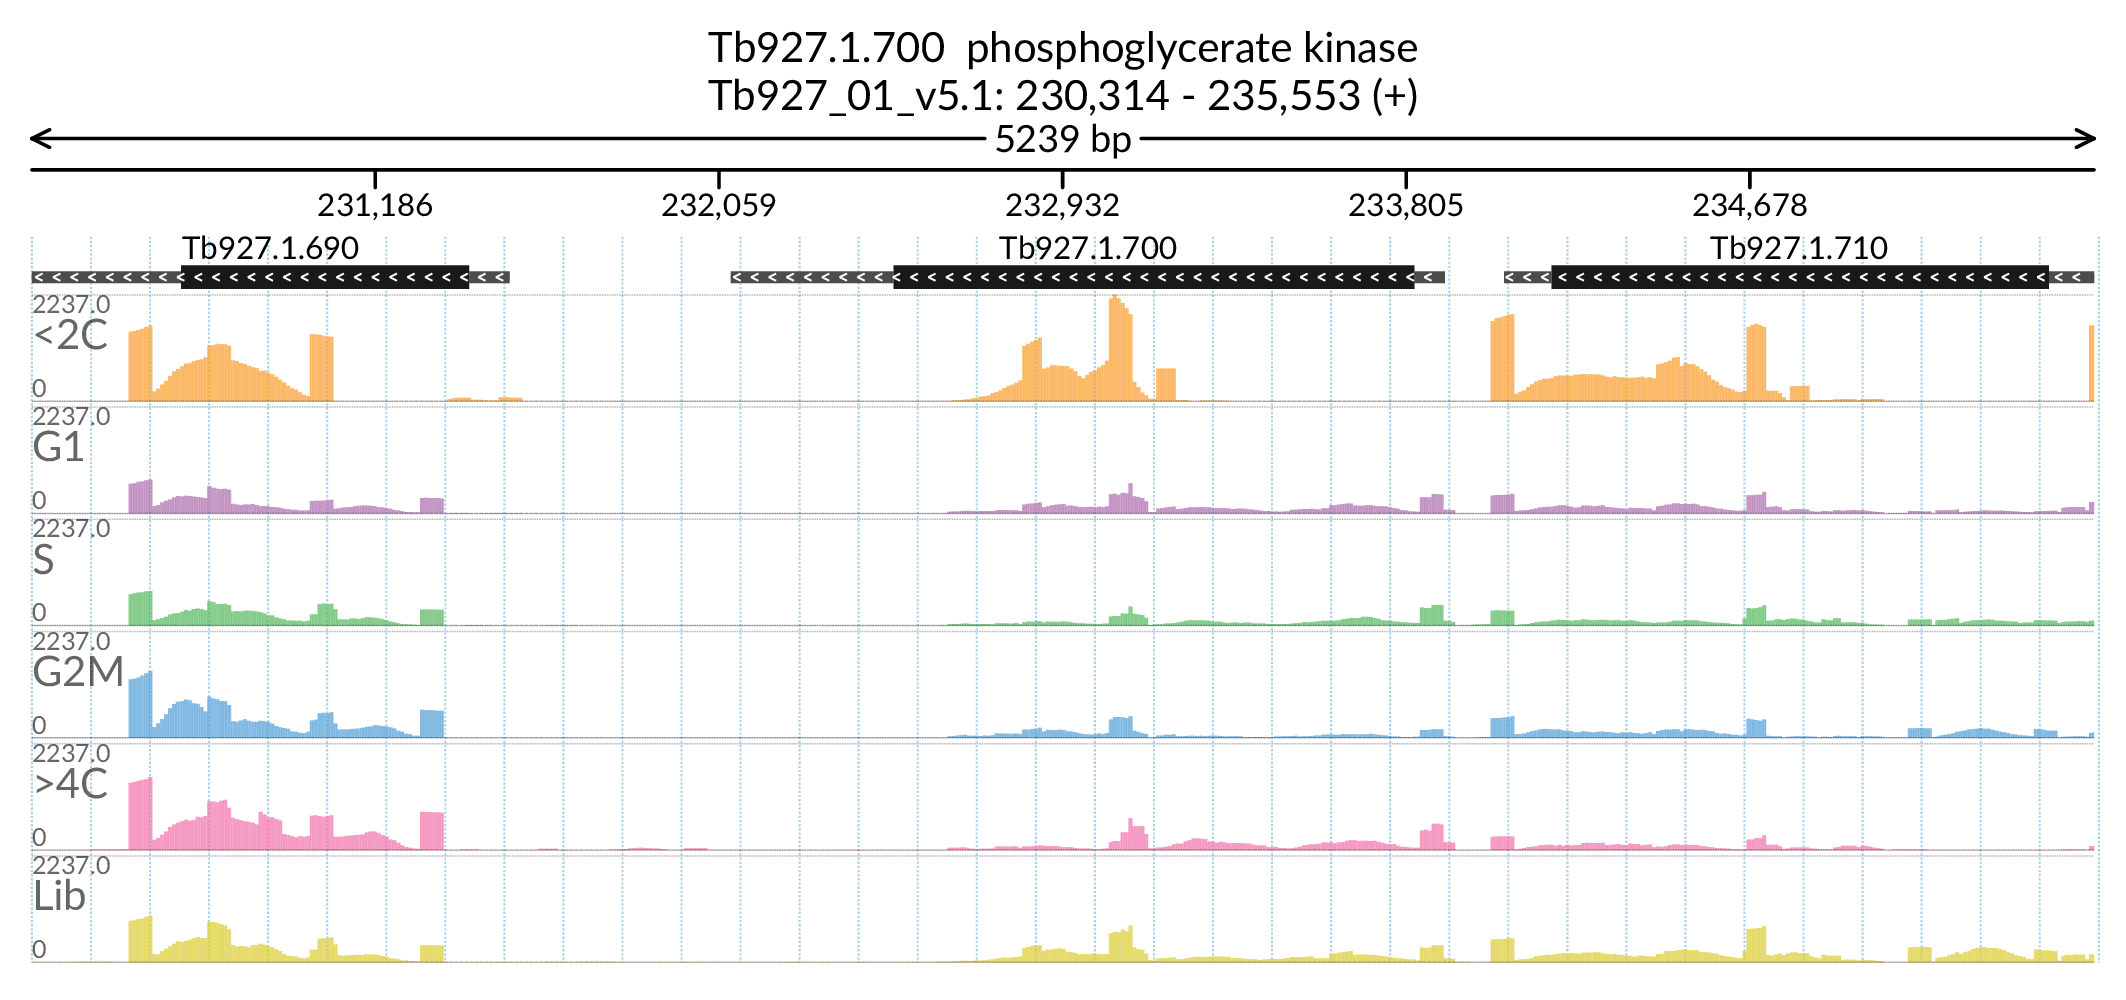 Tb927.1.700 phosphoglycerate kinase
Tb927_01_v5.1: 230,314 - 235,553 (+)
5239 bp
231,186 232,059 232,932 233,805 234,678
Tb927.1.690 Tb927.1.700 Tb927.1.710
2237.0
<2C
0
2237.0
G1
0
2237.0
S
0
2237.0
G2M
0
2237.0
>4C
0
2237.0
Lib
0